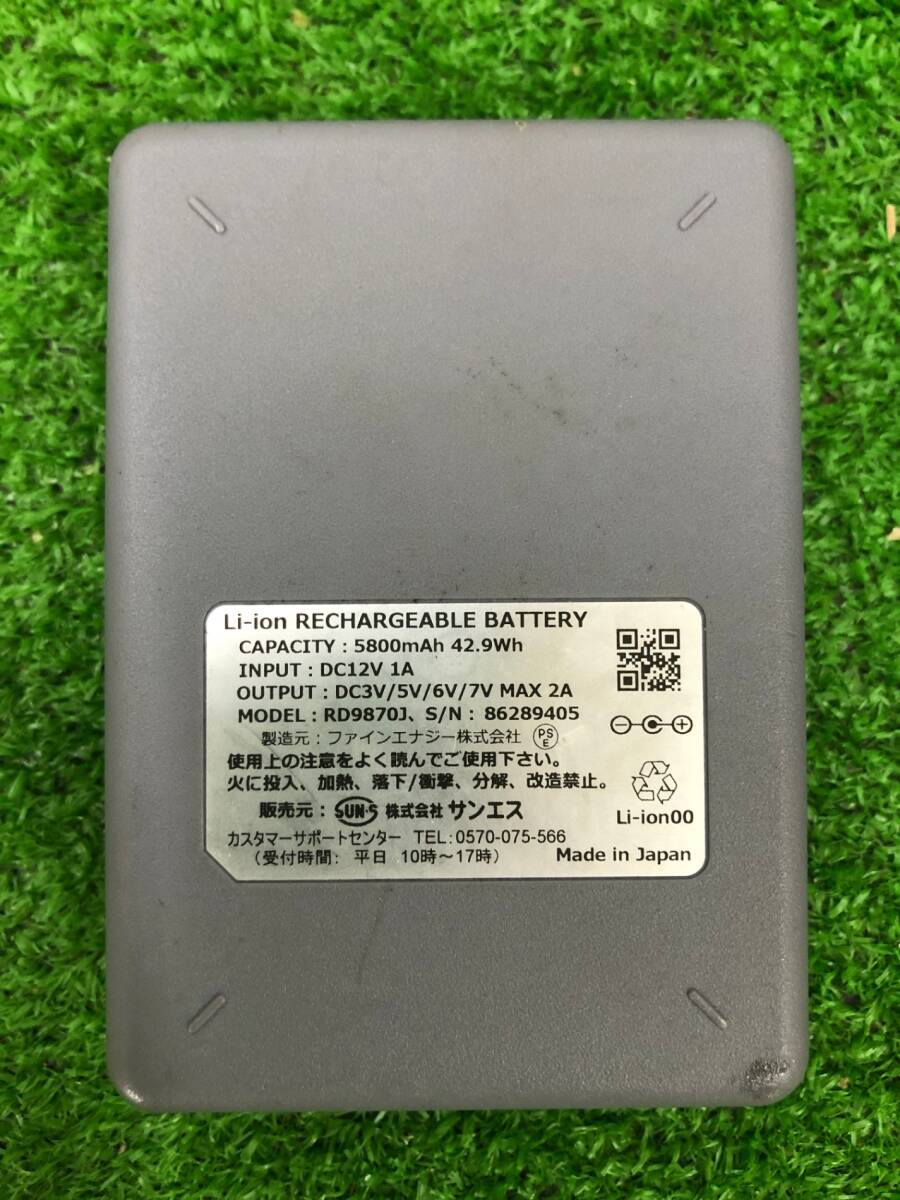 Li-ion RECHARGEABLE BATTERY
CAPACITY : 5800mAh 42.9Wh
INPUT : DC12V 1A
OUTPUT : DC3V/5V/6V/7V MAX 2A
MODEL : RD9870J、S/N : 86289405
製造元 : ファインエナジー株式会社 PSE
使用上の注意をよく読んでご使用下さい。
火に投入、加熱、落下/衝撃、分解、改造禁止。
販売元 : SUN・S 株式会社 サンエス
カスタマーサポートセンター TEL : 0570-075-566
（受付時間: 平日 10時～17時）
Li-ion00
Made in Japan